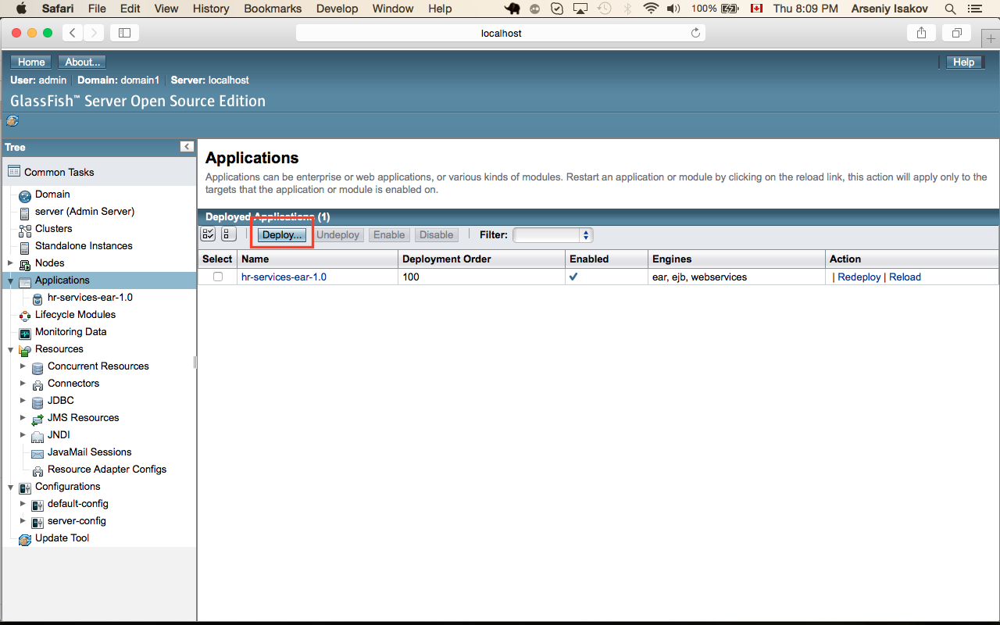 Safari File Edit View History Bookmarks Develop Window Help 100% Thu 8:09 PM Arseniy Isakov
localhost
Home About... Help
User: admin Domain: domain1 Server: localhost
GlassFish™ Server Open Source Edition
Tree
Common Tasks
Domain
server (Admin Server)
Clusters
Standalone Instances
Nodes
Applications
hr-services-ear-1.0
Lifecycle Modules
Monitoring Data
Resources
Concurrent Resources
Connectors
JDBC
JMS Resources
JNDI
JavaMail Sessions
Resource Adapter Configs
Configurations
default-config
server-config
Update Tool
Applications
Applications can be enterprise or web applications, or various kinds of modules. Restart an application or module by clicking on the reload link, this action will apply only to the
targets that the application or module is enabled on.
Deployed Applications (1)
Deploy... Undeploy Enable Disable Filter:
Select Name Deployment Order Enabled Engines Action
hr-services-ear-1.0 100 ear, ejb, webservices | Redeploy | Reload